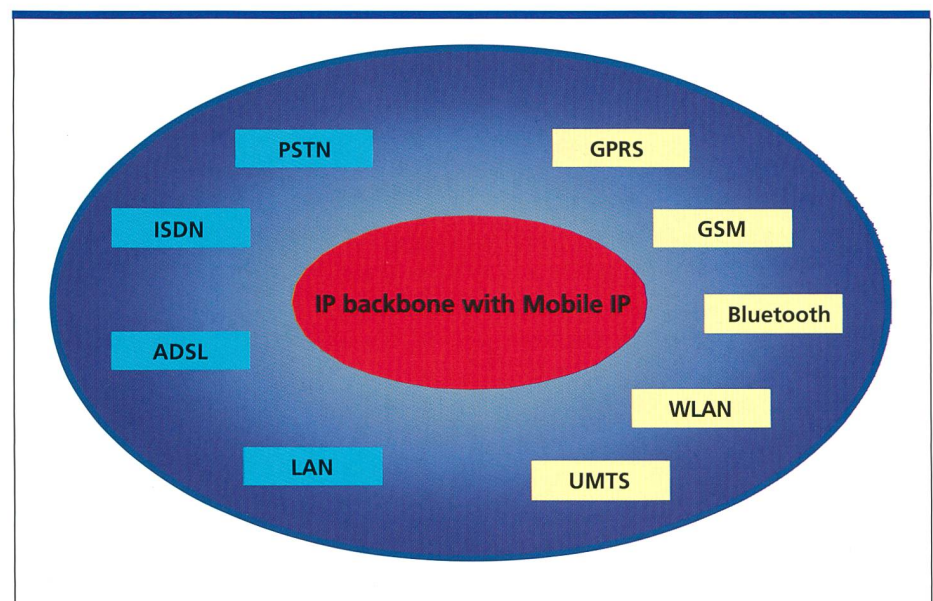 PSTN
GPRS
ISDN
GSM
IP backbone with Mobile IP
Bluetooth
ADSL
WLAN
LAN
UMTS